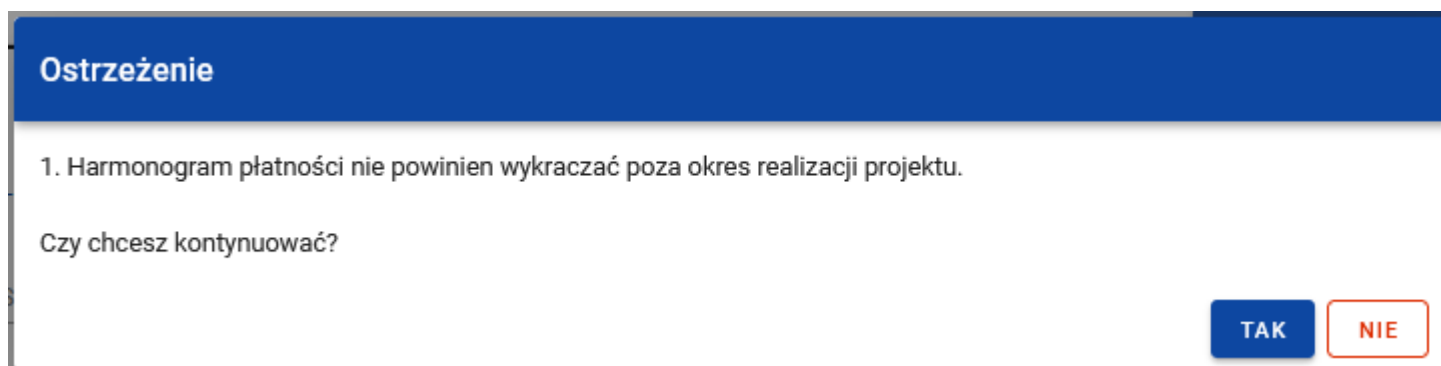 Ostrzeżenie
1. Harmonogram płatności nie powinien wykraczać poza okres realizacji projektu.
Czy chcesz kontynuować?
TAK NIE